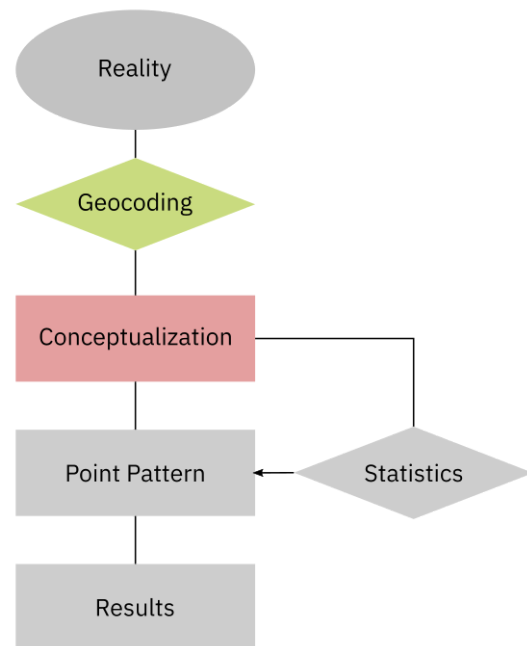 Reality
Geocoding
Conceptualization
Point Pattern
Statistics
Results